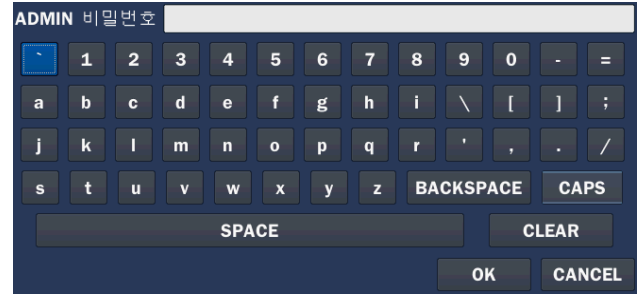 ADMIN 비밀번호
` 1 2 3 4 5 6 7 8 9 0 - =
a b c d e f g h i \ [ ] ;
j k l m n o p q r ' , . /
s t u v w x y z BACKSPACE CAPS
SPACE CLEAR
OK CANCEL